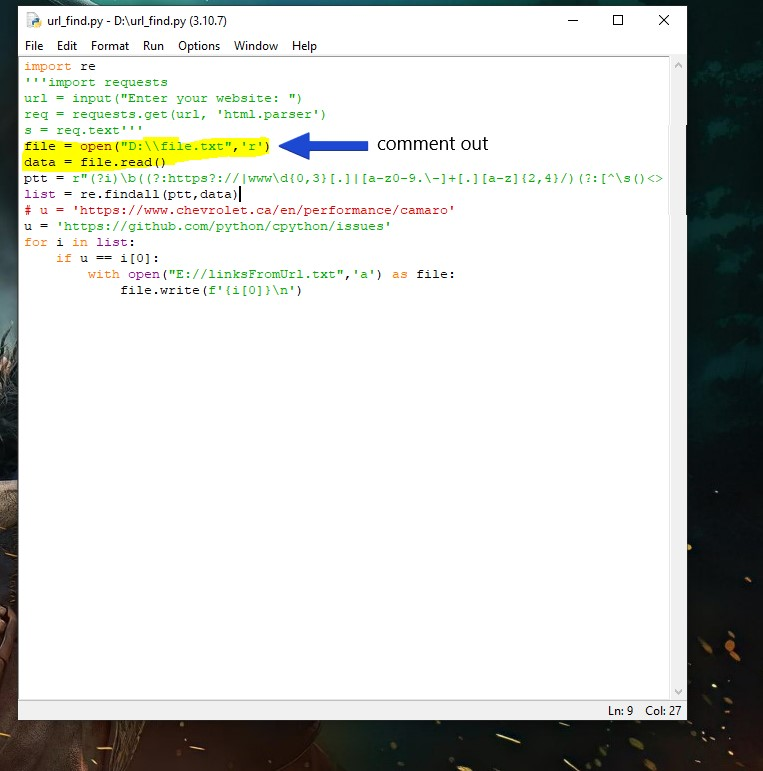 url_find.py - D:\url_find.py (3.10.7)
File Edit Format Run Options Window Help
import re
'''import requests
url = input("Enter your website: ")
req = requests.get(url, 'html.parser')
s = req.text'''
file = open("D:\\file.txt",'r')
comment out
data = file.read()
ptt = r"(?i)\b((?:https?://|www\d{0,3}[.]|[a-z0-9.\-]+[.][a-z]{2,4}/)(?:[^\s()<>
list = re.findall(ptt,data)
# u = 'https://www.chevrolet.ca/en/performance/camaro'
u = 'https://github.com/python/cpython/issues'
for i in list:
    if u == i[0]:
        with open("E://linksFromUrl.txt",'a') as file:
            file.write(f'{i[0]}\n')
Ln: 9 Col: 27